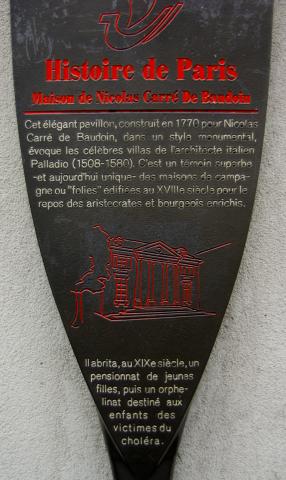 Histoire de Paris
Maison de Nicolas Carré De Baudoin
Cet élégant pavillon, construit en 1770 pour Nicolas
Carré de Baudoin, dans un style monumental,
évoque les célèbres villas de l'architecte italien
Palladio (1508-1580). C'est un témoin superbe
-et aujourd'hui unique- des maisons de campa-
gne ou "folies" édifiées au XVIIIe siècle pour le
repos des aristocrates et bourgeois enrichis.
Il abrita, au XIXe siècle, un
pensionnat de jeunes
filles, puis un orphe-
linat destiné aux
enfants des
victimes du
choléra.